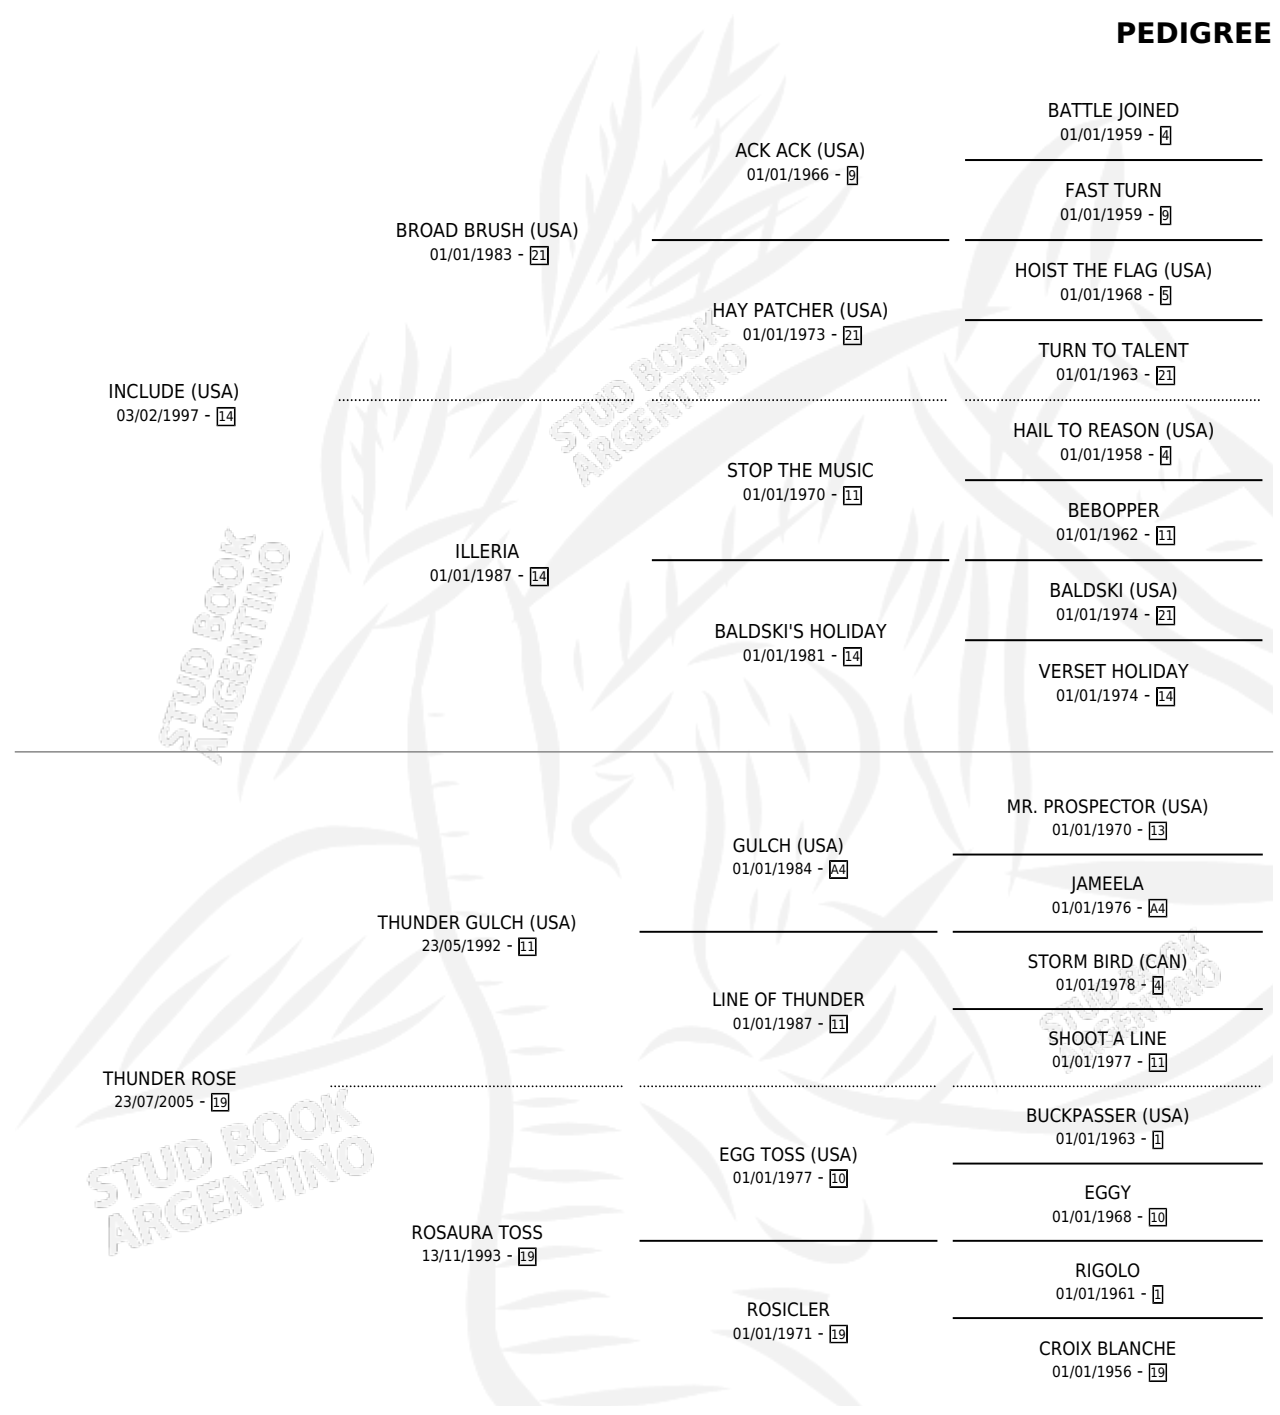 PEDIGREE
BATTLE JOINED
01/01/1959 - 4
ACK ACK (USA)
01/01/1966 - 9
FAST TURN
01/01/1959 - 9
BROAD BRUSH (USA)
01/01/1983 - 21
HOIST THE FLAG (USA)
01/01/1968 - 5
HAY PATCHER (USA)
01/01/1973 - 21
TURN TO TALENT
01/01/1963 - 21
INCLUDE (USA)
03/02/1997 - 14
HAIL TO REASON (USA)
01/01/1958 - 4
STOP THE MUSIC
01/01/1970 - 11
BEBOPPER
01/01/1962 - 11
ILLERIA
01/01/1987 - 14
BALDSKI (USA)
01/01/1974 - 21
BALDSKI'S HOLIDAY
01/01/1981 - 14
VERSET HOLIDAY
01/01/1974 - 14
MR. PROSPECTOR (USA)
01/01/1970 - 13
GULCH (USA)
01/01/1984 - A4
JAMEELA
01/01/1976 - A4
THUNDER GULCH (USA)
23/05/1992 - 11
STORM BIRD (CAN)
01/01/1978 - 4
LINE OF THUNDER
01/01/1987 - 11
SHOOT A LINE
01/01/1977 - 11
THUNDER ROSE
23/07/2005 - 19
BUCKPASSER (USA)
01/01/1963 - 1
EGG TOSS (USA)
01/01/1977 - 10
EGGY
01/01/1968 - 10
ROSAURA TOSS
13/11/1993 - 19
RIGOLO
01/01/1961 - 1
ROSICLER
01/01/1971 - 19
CROIX BLANCHE
01/01/1956 - 19
STUD BOOK
ARGENTINO
STUD BOOK
ARGENTINO
STUD BOOK
ARGENTINO
STUD BOOK
ARGENTINO